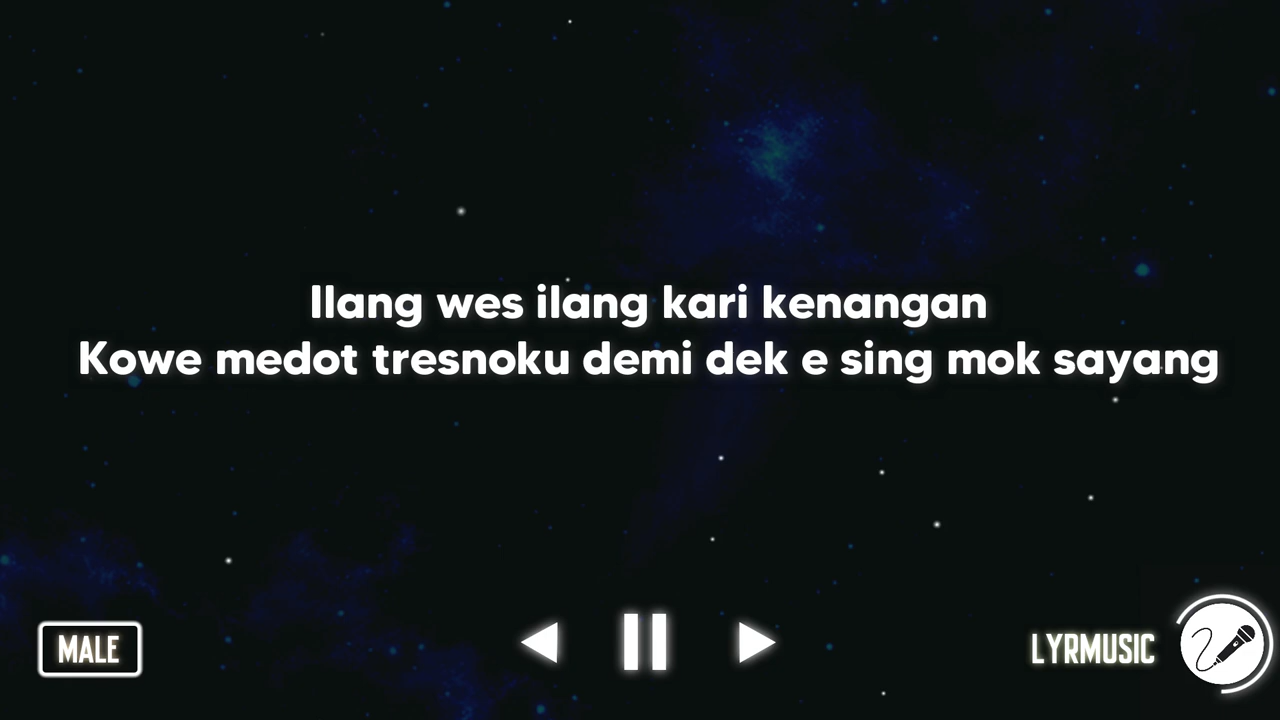 Ilang wes ilang kari kenangan
Kowe medot tresnoku demi dek e sing mok sayang
MALE
LYRMUSIC